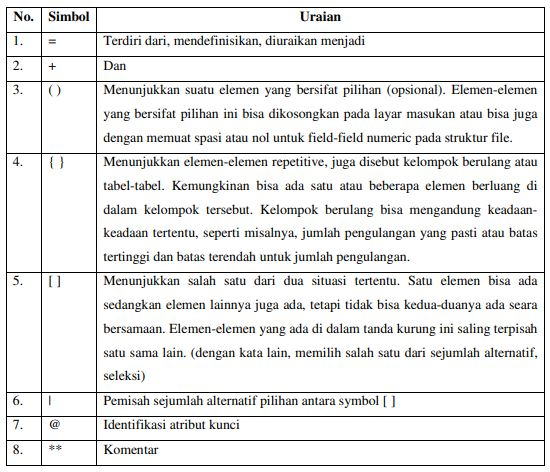 No. Simbol Uraian
1. = Terdiri dari, mendefinisikan, diuraikan menjadi
2. + Dan
3. ( ) Menunjukkan suatu elemen yang bersifat pilihan (opsional). Elemen-elemen
yang bersifat pilihan ini bisa dikosongkan pada layar masukan atau bisa juga
dengan memuat spasi atau nol untuk field-field numeric pada struktur file.
4. { } Menunjukkan elemen-elemen repetitive, juga disebut kelompok berulang atau
tabel-tabel. Kemungkinan bisa ada satu atau beberapa elemen berluang di
dalam kelompok tersebut. Kelompok berulang bisa mengandung keadaan-
keadaan tertentu, seperti misalnya, jumlah pengulangan yang pasti atau batas
tertinggi dan batas terendah untuk jumlah pengulangan.
5. [ ] Menunjukkan salah satu dari dua situasi tertentu. Satu elemen bisa ada
sedangkan elemen lainnya juga ada, tetapi tidak bisa kedua-duanya ada seara
bersamaan. Elemen-elemen yang ada di dalam tanda kurung ini saling terpisah
satu sama lain. (dengan kata lain, memilih salah satu dari sejumlah alternatif,
seleksi)
6. | Pemisah sejumlah alternatif pilihan antara symbol [ ]
7. @ Identifikasi atribut kunci
8. ** Komentar